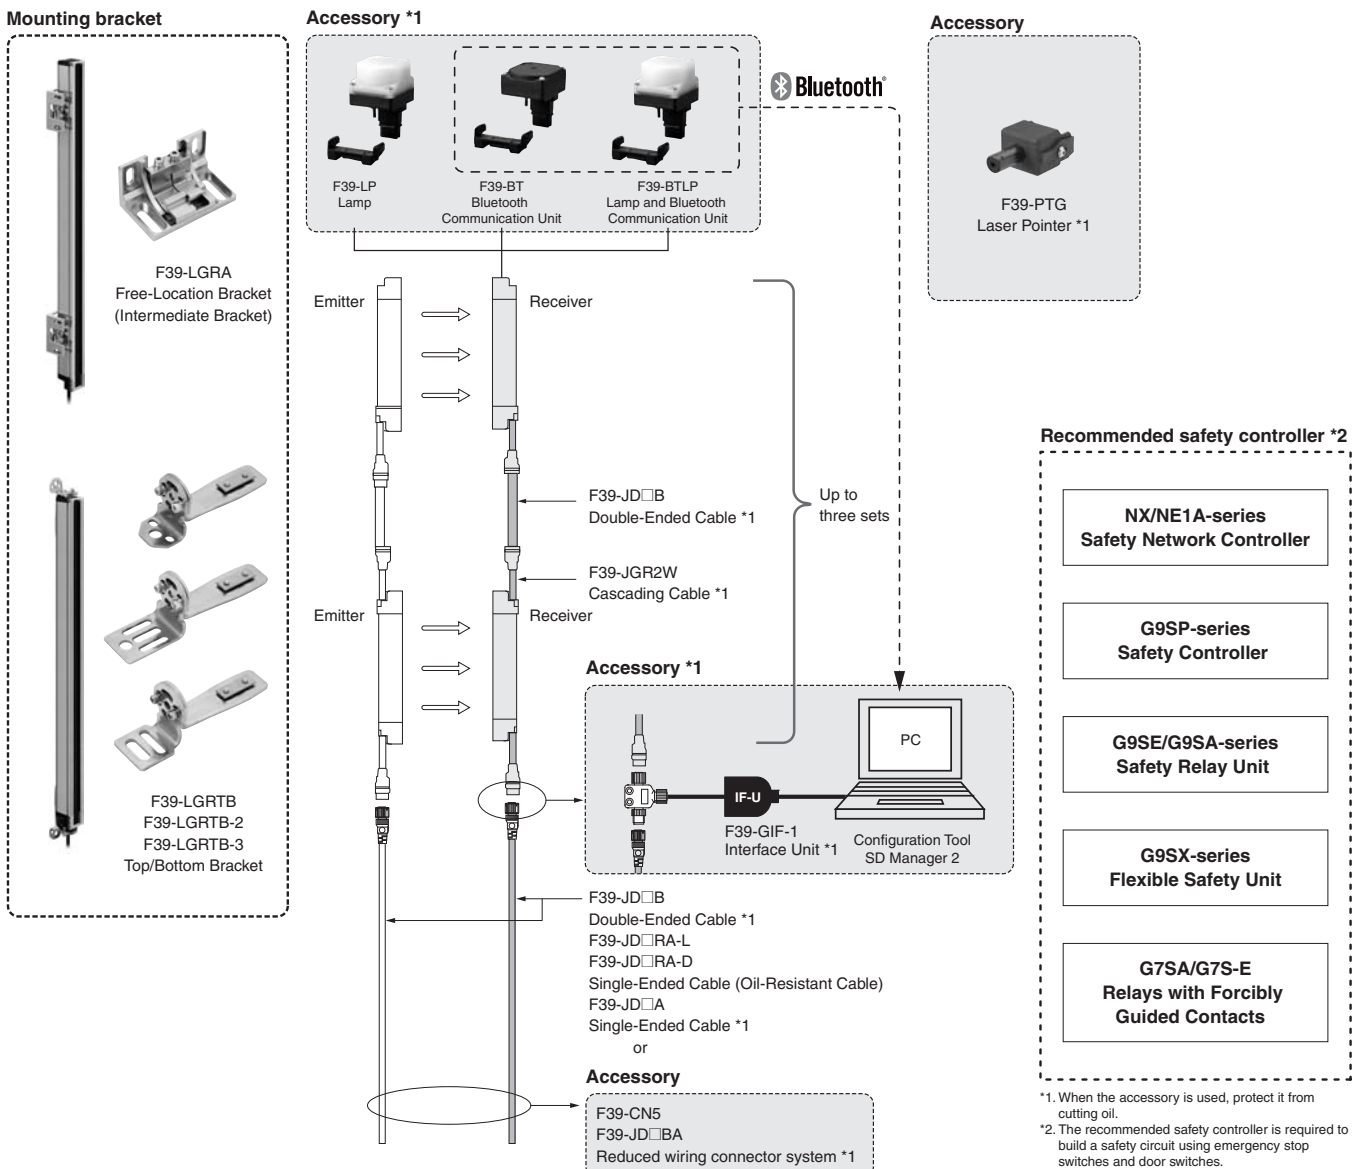 Mounting bracket
F39-LGRA
Free-Location Bracket
(Intermediate Bracket)
F39-LGRTB
F39-LGRTB-2
F39-LGRTB-3
Top/Bottom Bracket
Accessory *1
F39-LP
Lamp
F39-BT
Bluetooth
Communication Unit
F39-BTLP
Lamp and Bluetooth
Communication Unit
Bluetooth®
Accessory
F39-PTG
Laser Pointer *1
Emitter
Receiver
F39-JD□B
Double-Ended Cable *1
Up to
three sets
F39-JGR2W
Cascading Cable *1
Emitter
Receiver
Accessory *1
PC
IF-U
F39-GIF-1
Interface Unit *1
Configuration Tool
SD Manager 2
F39-JD□B
Double-Ended Cable *1
F39-JD□RA-L
F39-JD□RA-D
Single-Ended Cable (Oil-Resistant Cable)
F39-JD□A
Single-Ended Cable *1
or
Accessory
F39-CN5
F39-JD□BA
Reduced wiring connector system *1
Recommended safety controller *2
NX/NE1A-series
Safety Network Controller
G9SP-series
Safety Controller
G9SE/G9SA-series
Safety Relay Unit
G9SX-series
Flexible Safety Unit
G7SA/G7S-E
Relays with Forcibly
Guided Contacts
*1. When the accessory is used, protect it from
cutting oil.
*2. The recommended safety controller is required to
build a safety circuit using emergency stop
switches and door switches.